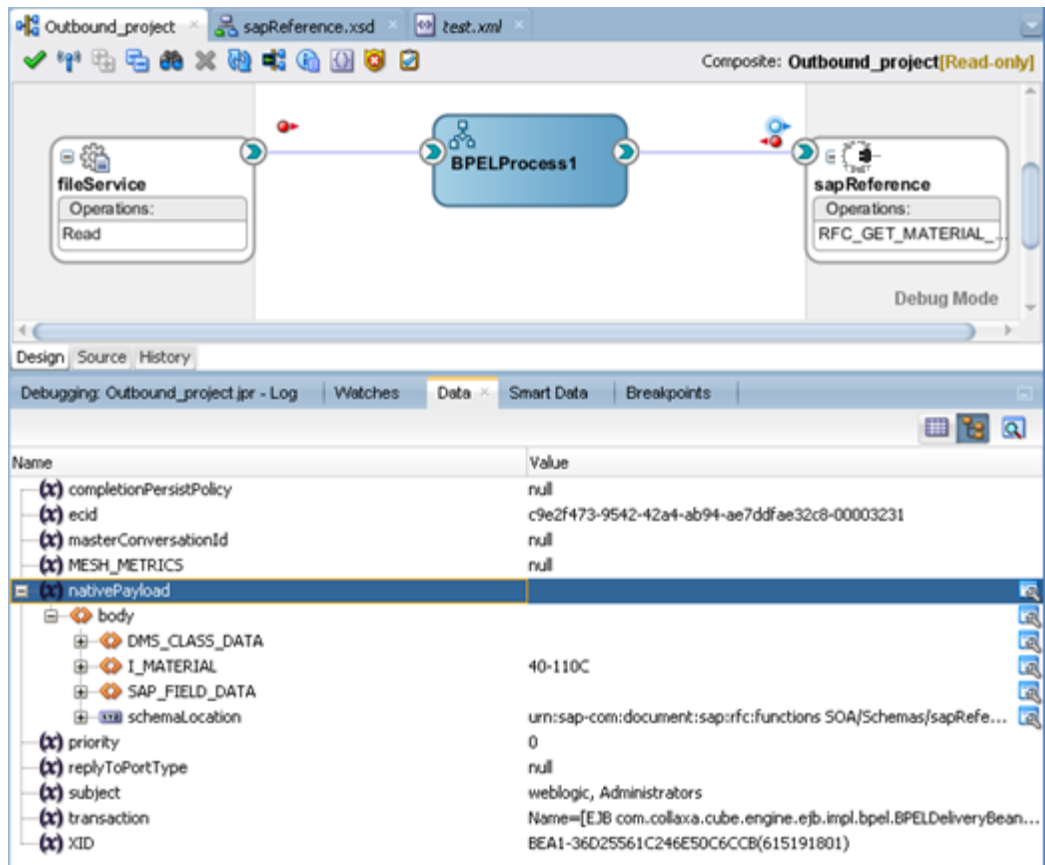 Outbound_project sapReference.xsd test.xml
Composite: Outbound_project[Read-only]
fileService
Operations:
Read
BPELProcess1
sapReference
Operations:
RFC_GET_MATERIAL_...
Debug Mode
Design Source History
Debugging: Outbound_project.jpr - Log Watches Data Smart Data Breakpoints
Name Value
completionPersistPolicy null
ecid c9e2f473-9542-42a4-ab94-ae7ddfae32c8-00003231
masterConversationId null
MESH_METRICS null
nativePayload
body
DMS_CLASS_DATA
I_MATERIAL 40-110C
SAP_FIELD_DATA
schemaLocation urn:sap-com:document:sap:rfc:functions SOA/Schemas/sapRefe...
priority 0
replyToPortType null
subject weblogic, Administrators
transaction Name=[EJB com.collaxa.cube.engine.ejb.impl.bpel.BPELDeliveryBean...
XID BEA1-36D25561C246E50C6CCB(615191801)